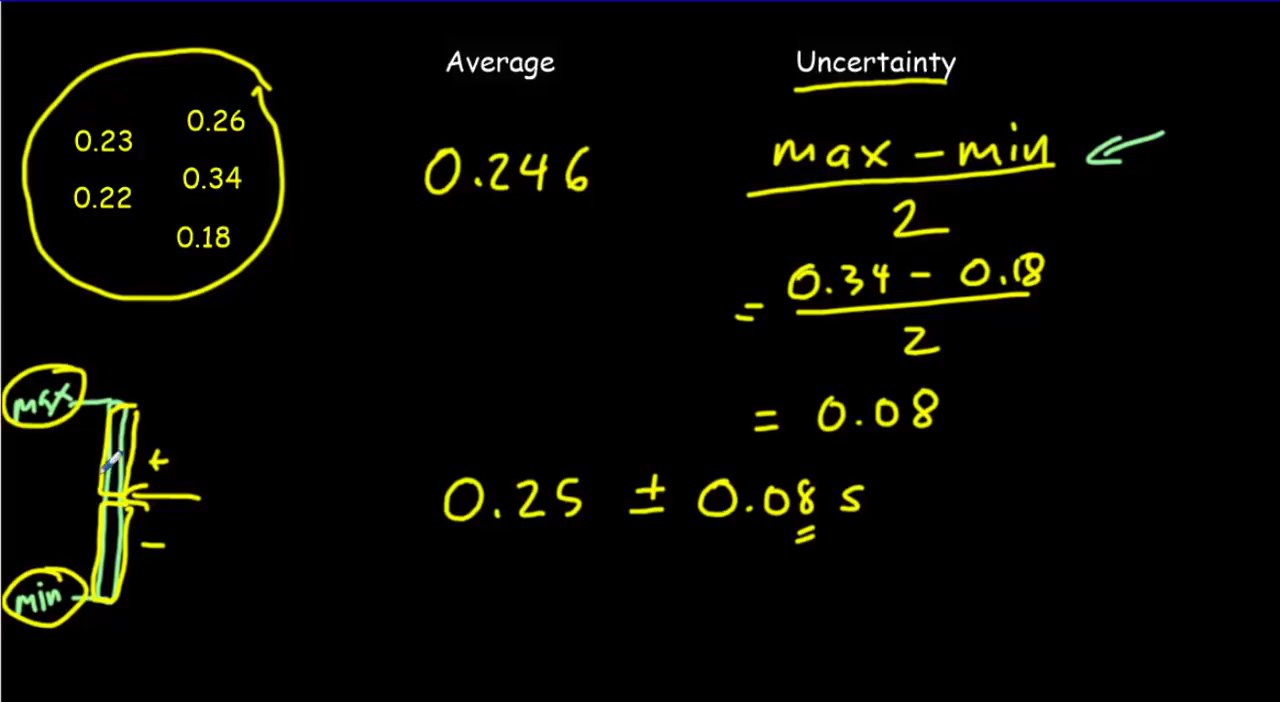 Average Uncertainty
0.23 0.26
0.22 0.34
0.18
0.246
max - min
2
= 0.34 - 0.18
2
= 0.08
max
+
-
min
0.25 ± 0.08 s